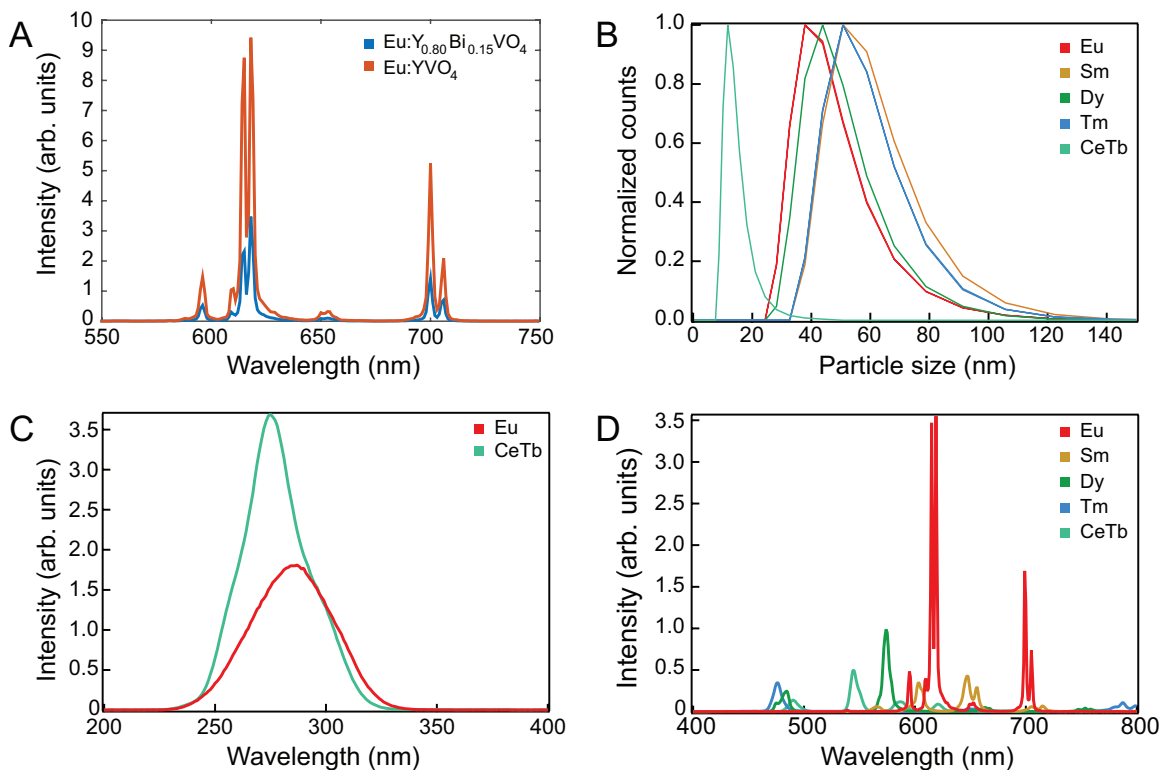 A
Intensity (arb. units)
10
9
8
7
6
5
4
3
2
1
0
550
600
650
700
750
Wavelength (nm)
Eu:Y0.80Bi0.15VO4
Eu:YVO4
B
Normalized counts
1.0
0.8
0.6
0.4
0.2
0.0
0
20
40
60
80
100
120
140
Particle size (nm)
Eu
Sm
Dy
Tm
CeTb
C
Intensity (arb. units)
3.5
3.0
2.5
2.0
1.5
1.0
0.5
0
200
250
300
350
400
Wavelength (nm)
Eu
CeTb
D
Intensity (arb. units)
3.5
3.0
2.5
2.0
1.5
1.0
0.5
0
400
500
600
700
800
Wavelength (nm)
Eu
Sm
Dy
Tm
CeTb